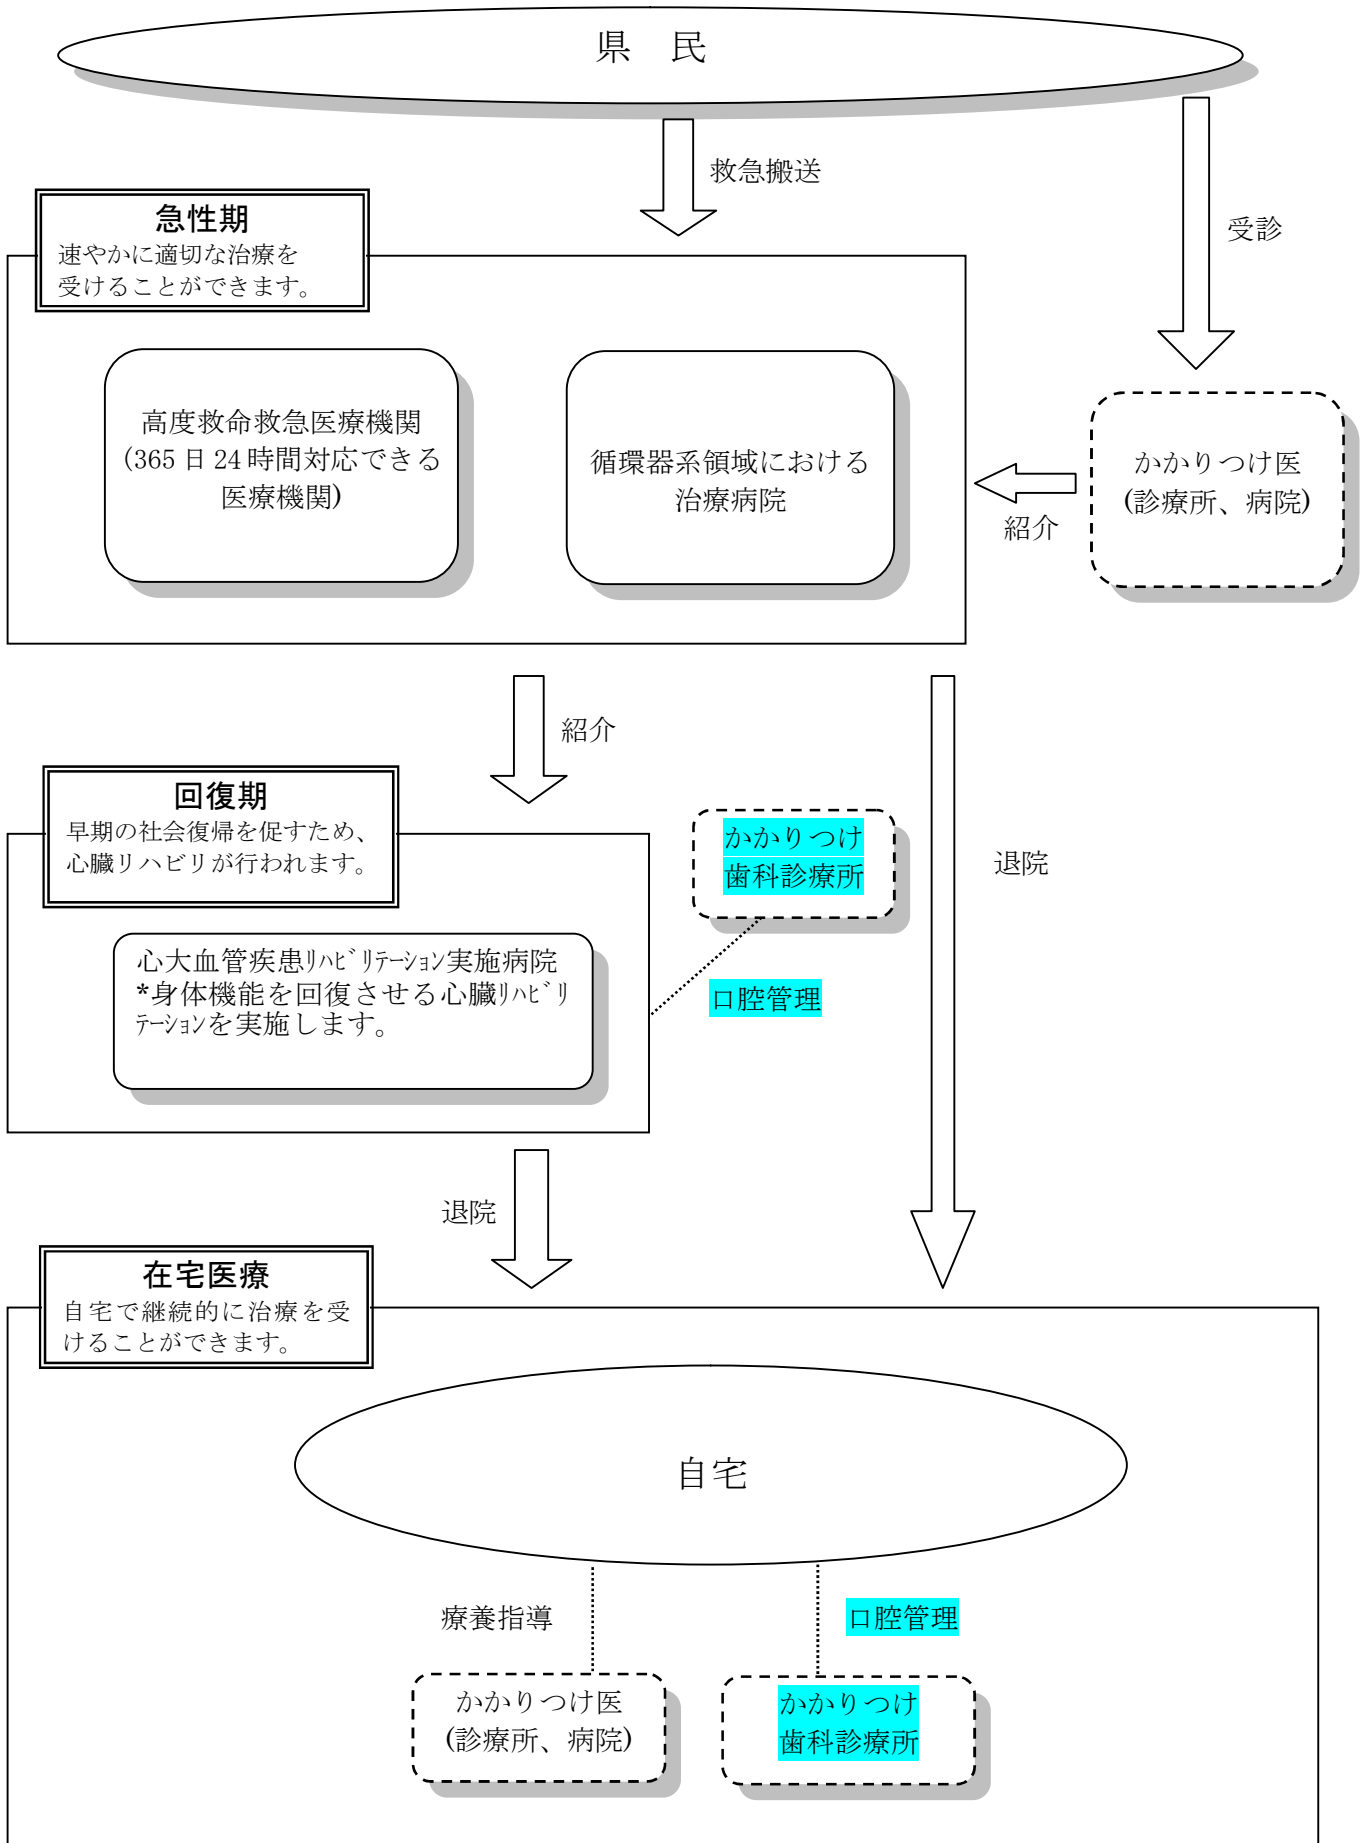 県　民
救急搬送
受診
急性期
速やかに適切な治療を
受けることができます。
高度救命救急医療機関
(365日24時間対応できる
医療機関)
循環器系領域における
治療病院
かかりつけ医
(診療所、病院)
紹介
紹介
回復期
早期の社会復帰を促すため、
心臓リハビリが行われます。
かかりつけ
歯科診療所
退院
心大血管疾患ﾘﾊﾋﾞﾘﾃｰｼｮﾝ実施病院
*身体機能を回復させる心臓ﾘﾊﾋﾞﾘ
ﾃｰｼｮﾝを実施します。
口腔管理
退院
在宅医療
自宅で継続的に治療を受
けることができます。
自宅
療養指導
口腔管理
かかりつけ医
(診療所、病院)
かかりつけ
歯科診療所